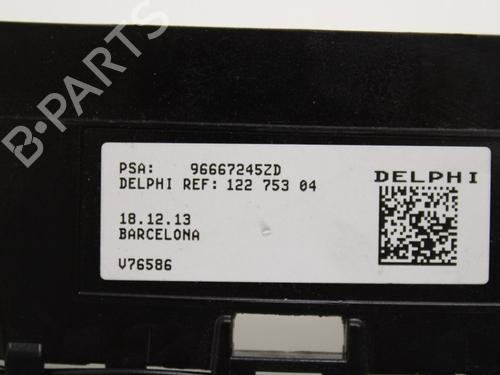 B-PARTS
PSA: 96667245ZD
DELPHI
DELPHI REF: 122 753 04
18.12.13
BARCELONA
V76586